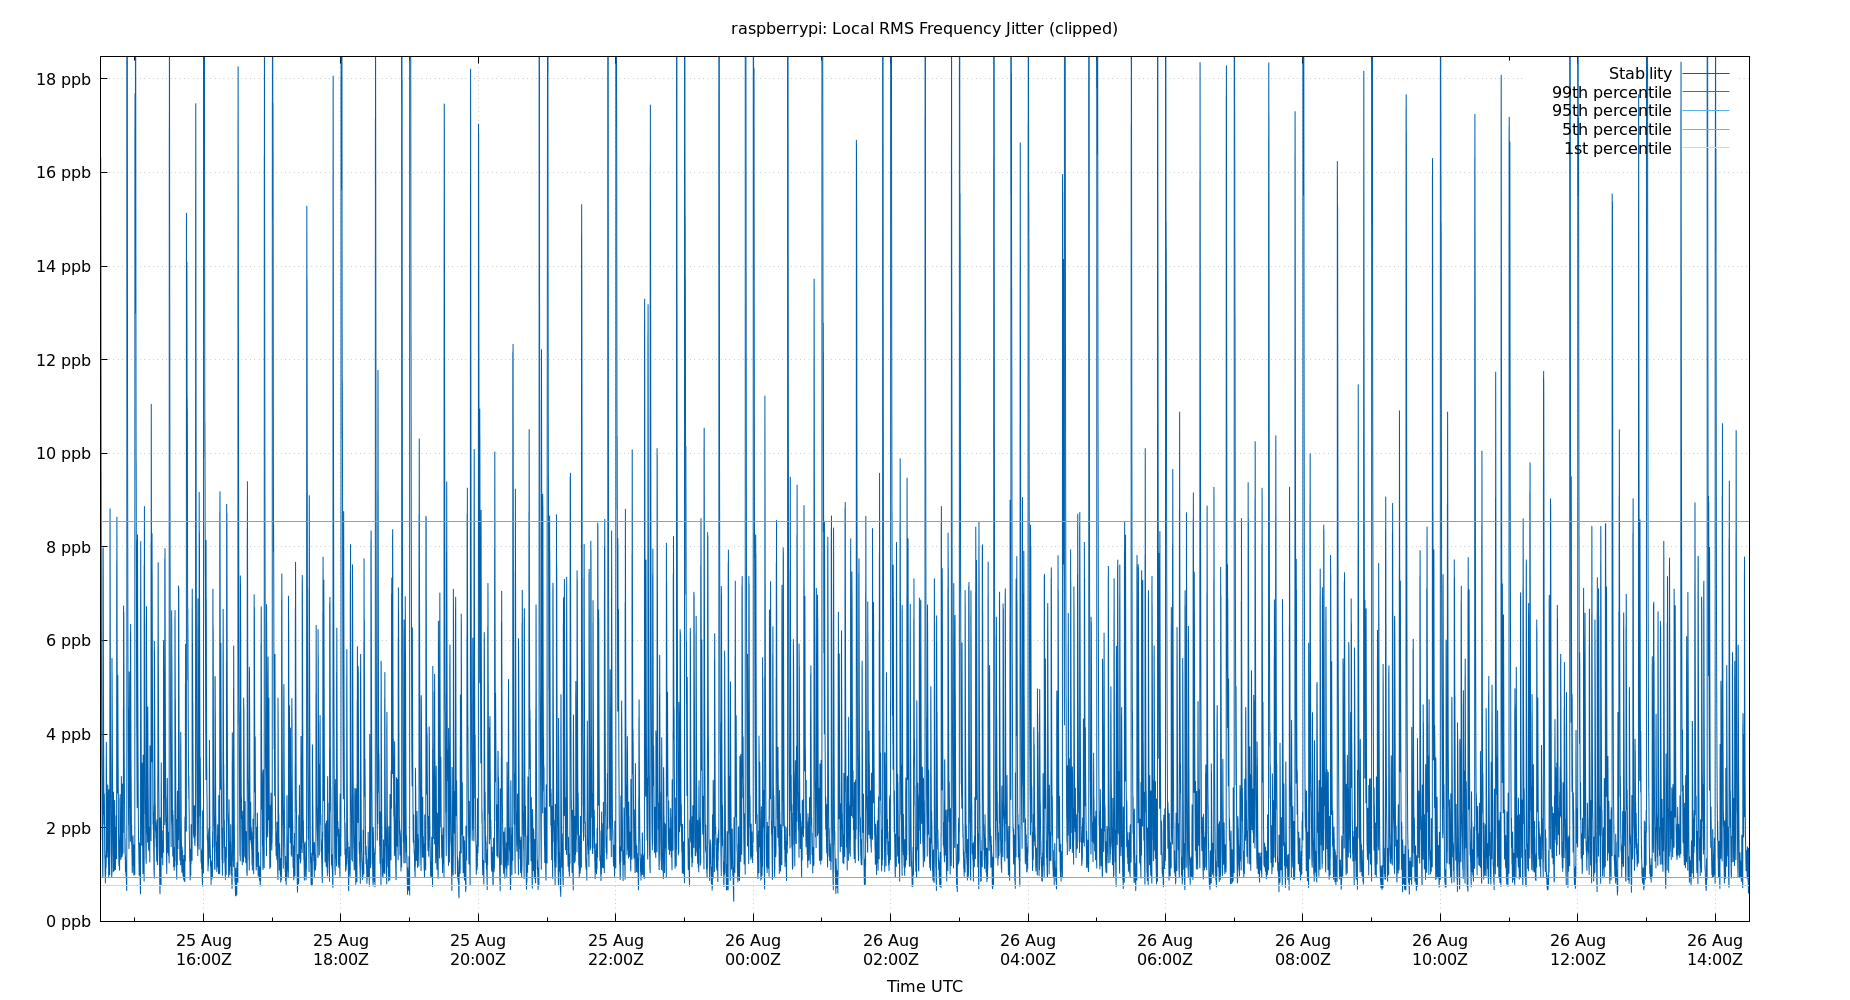 raspberrypi: Local RMS Frequency Jitter (clipped)
18 ppb
16 ppb
14 ppb
12 ppb
10 ppb
8 ppb
6 ppb
4 ppb
2 ppb
0 ppb
Stability
99th percentile
95th percentile
5th percentile
1st percentile
25 Aug
16:00Z
25 Aug
18:00Z
25 Aug
20:00Z
25 Aug
22:00Z
26 Aug
00:00Z
26 Aug
02:00Z
26 Aug
04:00Z
26 Aug
06:00Z
26 Aug
08:00Z
26 Aug
10:00Z
26 Aug
12:00Z
26 Aug
14:00Z
Time UTC